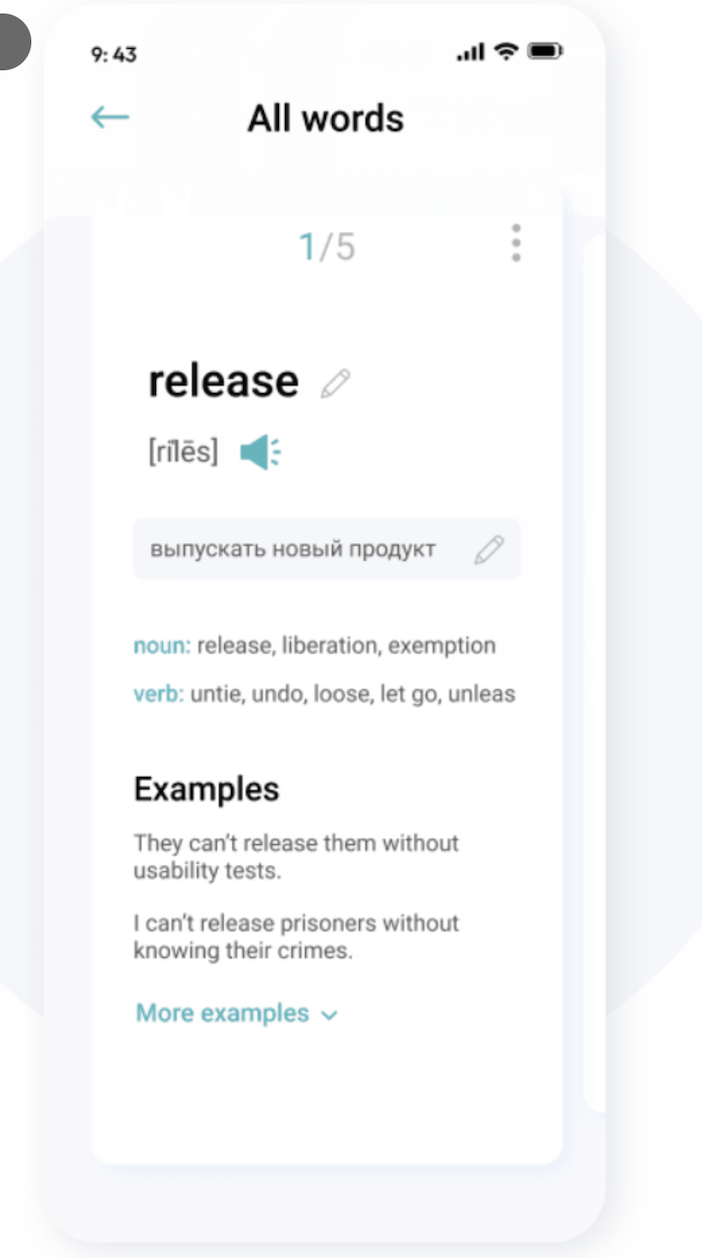 9:43
All words
1/5
release
[rəˈlēs]
выпускать новый продукт
noun: release, liberation, exemption
verb: untie, undo, loose, let go, unleas
Examples
They can't release them without
usability tests.
I can't release prisoners without
knowing their crimes.
More examples